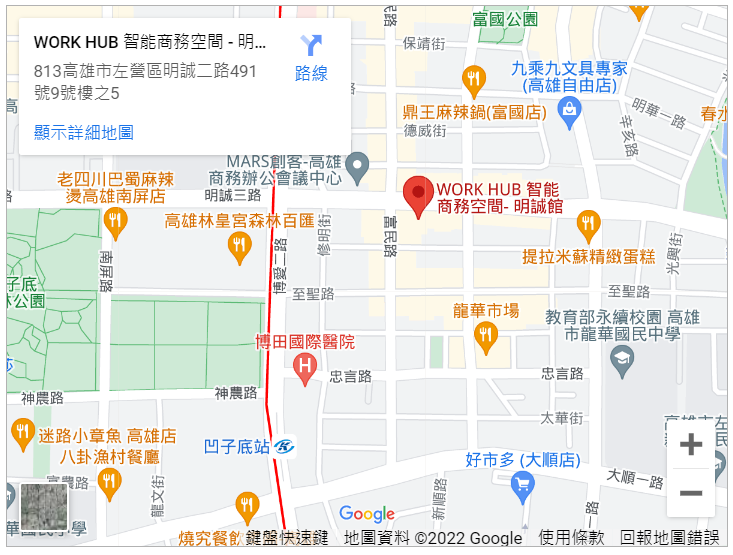 WORK HUB 智能商務空間 - 明...
813高雄市左營區明誠二路491
號9號樓之5
顯示詳細地圖
路線
富國公園
保靖街
九乘九文具專家
(高雄自由店)
鼎王麻辣鍋(富國店)
德威街
明華一路
辛亥路
春水
富民路
MARS創客-高雄
商務辦公會議中心
老四川巴蜀麻辣
燙高雄南屏店
明誠三路
WORK HUB 智能
商務空間- 明誠館
高雄林皇宮森林百匯
修明街
富民路
提拉米蘇精緻蛋糕
光興街
南屏路
博愛二路
子底
公園
至聖路
至聖路
龍華市場
教育部永續校園 高雄
市龍華國民中學
博田國際醫院
H
忠言路
忠言路
神農路
神農路
太華街
迷路小章魚 高雄店
八卦漁村餐廳
凹子底站
好市多 (大順店)
大順一路
農路
龍文街
新順路
一路
燒究餐飲
Google
鍵盤快速鍵
地圖資料 ©2022 Google
使用條款
回報地圖錯誤